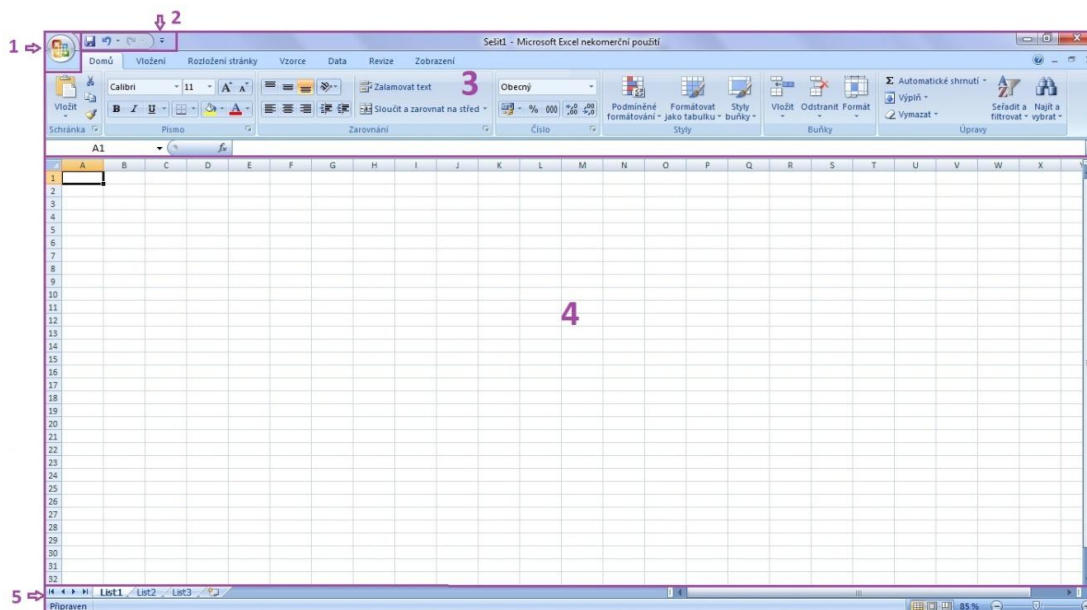 2
1
Sešit1 - Microsoft Excel nekomerční použití
Domů Vložení Rozložení stránky Vzorce Data Revize Zobrazení
3
Vložit
Calibri 11
B I U
A A
A
Zalamovat text
Sloučit a zarovnat na střed
Obecný
% 000 ,00 ,00
Podmíněné formátování
Formátovat jako tabulku
Styly buňky
Vložit Odstranit Formát
Σ Automatické shrnutí
Výplň
Vymazat
Seřadit a filtrovat
Najít a vybrat
Schránka Písmo Zarovnání Číslo Styly Buňky Úpravy
A1 fx
A B C D E F G H I J K L M N O P Q R S T U V W X Y
1
2
3
4
5
6
7
8
9
10
11
12
13
14
15
16
17
18
19
20
21
22
23
24
25
26
27
28
29
30
31
32
4
5
List1 List2 List3
Připraven 85 %